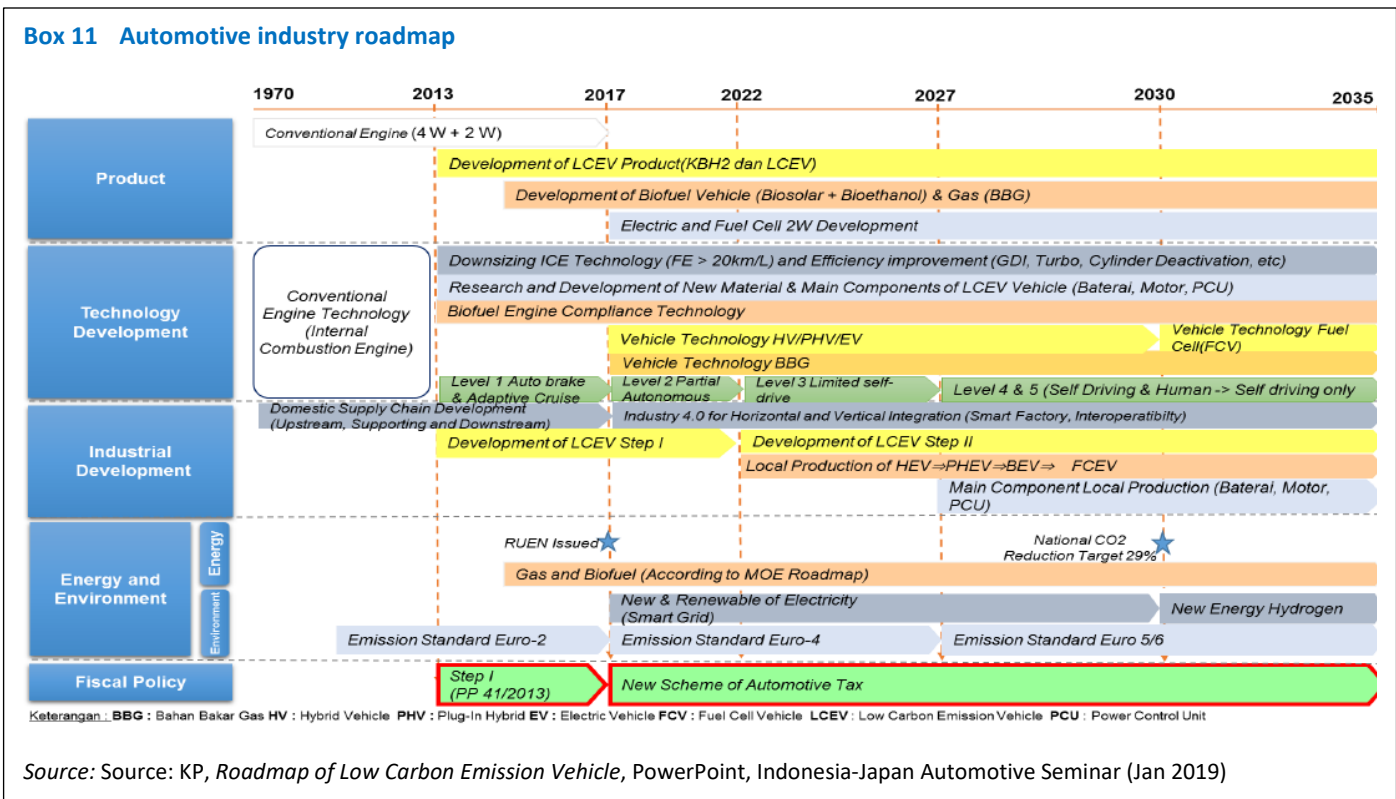 Box 11 Automotive industry roadmap
1970 2013 2017 2022 2027 2030 2035
Product
Conventional Engine (4 W + 2 W)
Development of LCEV Product(KBH2 dan LCEV)
Development of Biofuel Vehicle (Biosolar + Bioethanol) & Gas (BBG)
Electric and Fuel Cell 2W Development
Technology
Development
Conventional
Engine Technology
(Internal
Combustion Engine)
Downsizing ICE Technology (FE > 20km/L) and Efficiency improvement (GDI, Turbo, Cylinder Deactivation, etc)
Research and Development of New Material & Main Components of LCEV Vehicle (Baterai, Motor, PCU)
Biofuel Engine Compliance Technology
Vehicle Technology HV/PHV/EV
Vehicle Technology Fuel
Cell(FCV)
Vehicle Technology BBG
Level 1 Auto brake
& Adaptive Cruise
Level 2 Partial
Autonomous
Level 3 Limited self-
drive
Level 4 & 5 (Self Driving & Human -> Self driving only
Industrial
Development
Domestic Supply Chain Development
(Upstream, Supporting and Downstream)
Industry 4.0 for Horizontal and Vertical Integration (Smart Factory, Interoperatibilty)
Development of LCEV Step I
Development of LCEV Step II
Local Production of HEV⇒PHEV⇒BEV⇒ FCEV
Main Component Local Production (Baterai, Motor,
PCU)
Energy and
Environment
Energy
Environment
RUEN Issued
National CO2
Reduction Target 29%
Gas and Biofuel (According to MOE Roadmap)
New & Renewable of Electricity
(Smart Grid)
New Energy Hydrogen
Emission Standard Euro-2
Emission Standard Euro-4
Emission Standard Euro 5/6
Fiscal Policy
Step I
(PP 41/2013)
New Scheme of Automotive Tax
Keterangan : BBG : Bahan Bakar Gas HV : Hybrid Vehicle PHV : Plug-In Hybrid EV : Electric Vehicle FCV : Fuel Cell Vehicle LCEV : Low Carbon Emission Vehicle PCU : Power Control Unit
Source: Source: KP, Roadmap of Low Carbon Emission Vehicle, PowerPoint, Indonesia-Japan Automotive Seminar (Jan 2019)